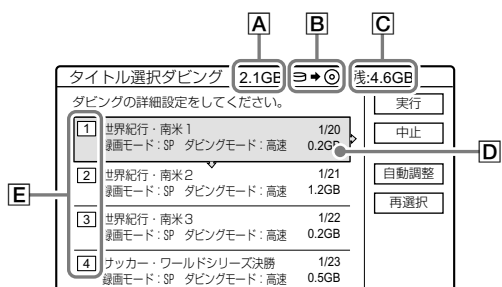 A B C
タイトル選択ダビング 2.1GB 残:4.6GB
ダビングの詳細設定をしてください。
実行
1 世界紀行・南米1 1/20
録画モード:SP ダビングモード:高速 0.2GB
中止
D
2 世界紀行・南米2 1/21
録画モード:SP ダビングモード:高速 1.2GB
自動調整
E
再選択
3 世界紀行・南米3 1/22
録画モード:SP ダビングモード:高速 0.2GB
4 サッカー・ワールドシリーズ決勝 1/23
録画モード:SP ダビングモード:高速 0.5GB